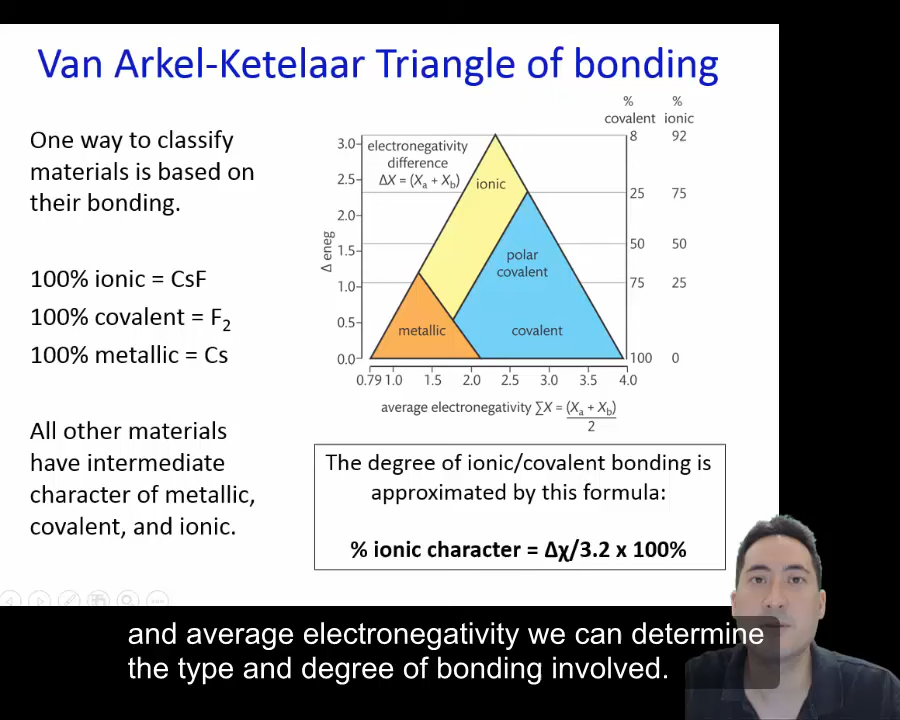 Van Arkel-Ketelaar Triangle of bonding
One way to classify
materials is based on
their bonding.
100% ionic = CsF
100% covalent = F₂
100% metallic = Cs
All other materials
have intermediate
character of metallic,
covalent, and ionic.
% %
covalent ionic
electronegativity
difference
ΔX = (Xₐ + X_b)
Δ eneg
3.0
2.5
2.0
1.5
1.0
0.5
0.0
ionic
polar
covalent
metallic
covalent
8 92
25 75
50 50
75 25
100 0
0.79 1.0 1.5 2.0 2.5 3.0 3.5 4.0
average electronegativity ∑X = (Xₐ + X_b)
2
The degree of ionic/covalent bonding is
approximated by this formula:
% ionic character = Δχ/3.2 x 100%
and average electronegativity we can determine
the type and degree of bonding involved.